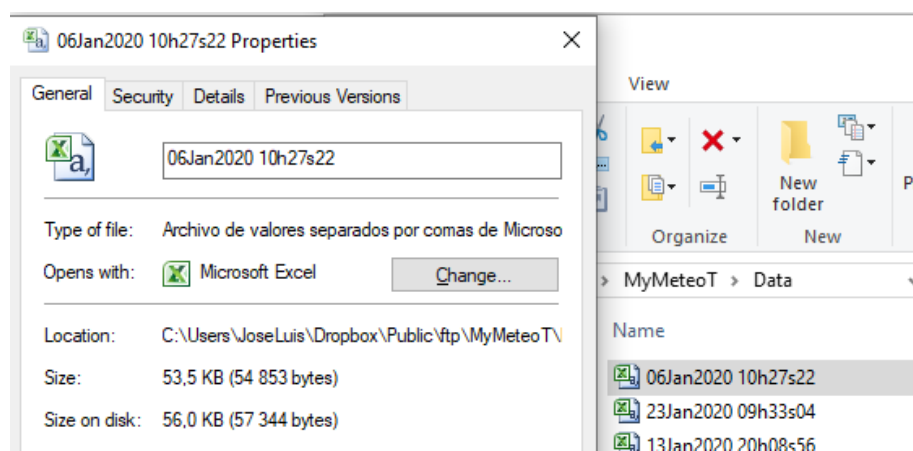 06Jan2020 10h27s22 Properties
General Security Details Previous Versions
a,
06Jan2020 10h27s22
Type of file: Archivo de valores separados por comas de Microso
Opens with: Microsoft Excel Change...
Location: C:\Users\JoseLuis\Dropbox\Public\ftp\MyMeteoT\
Size: 53,5 KB (54 853 bytes)
Size on disk: 56,0 KB (57 344 bytes)
View
New
folder
P
Organize New
> MyMeteoT > Data
Name
06Jan2020 10h27s22
23Jan2020 09h33s04
13Jan2020 20h08s56